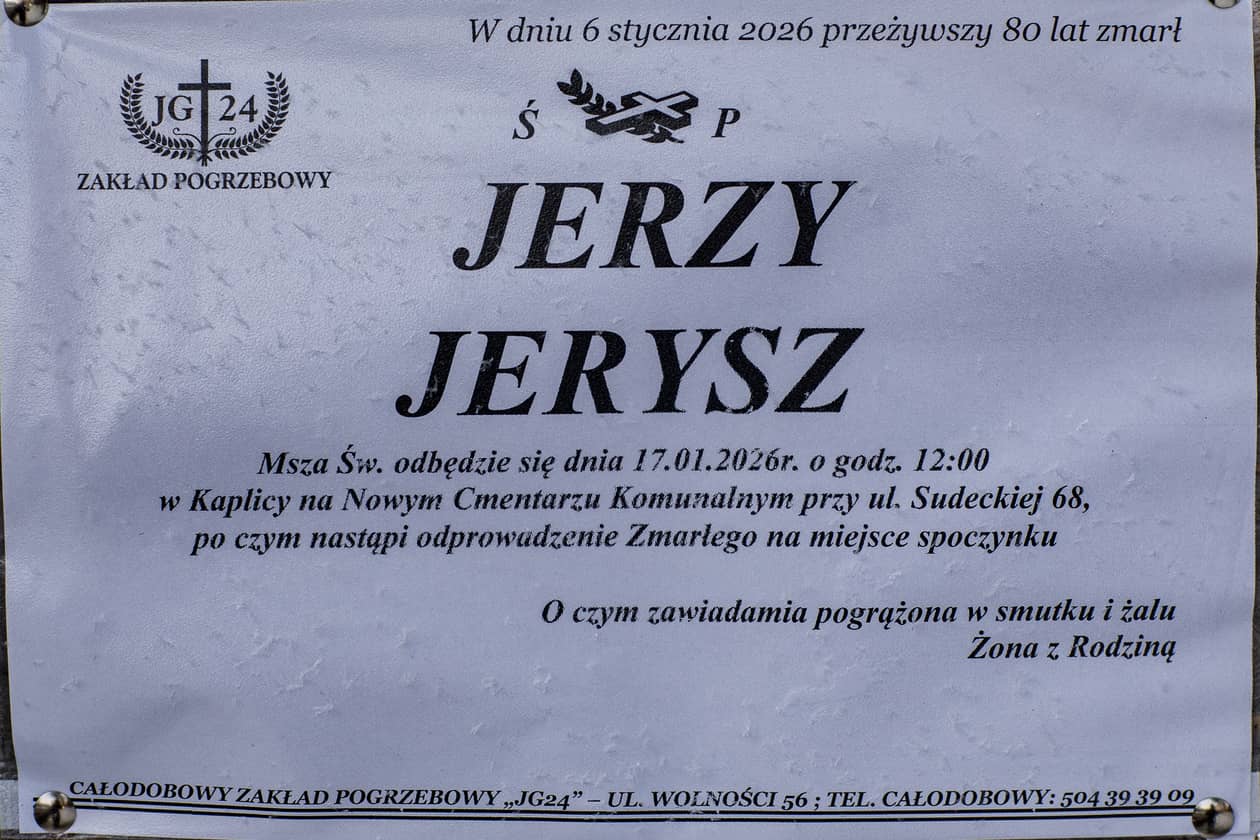 W dniu 6 stycznia 2026 przeżywszy 80 lat zmarł
JG 24
ZAKŁAD POGRZEBOWY
Ś P
JERZY
JERYSZ
Msza Św. odbędzie się dnia 17.01.2026r. o godz. 12:00
w Kaplicy na Nowym Cmentarzu Komunalnym przy ul. Sudeckiej 68,
po czym nastąpi odprowadzenie Zmarłego na miejsce spoczynku
O czym zawiadamia pogrążona w smutku i żalu
Żona z Rodziną
CAŁODOBOWY ZAKŁAD POGRZEBOWY „JG24” – UL. WOLNOŚCI 56 ; TEL. CAŁODOBOWY: 504 39 39 09